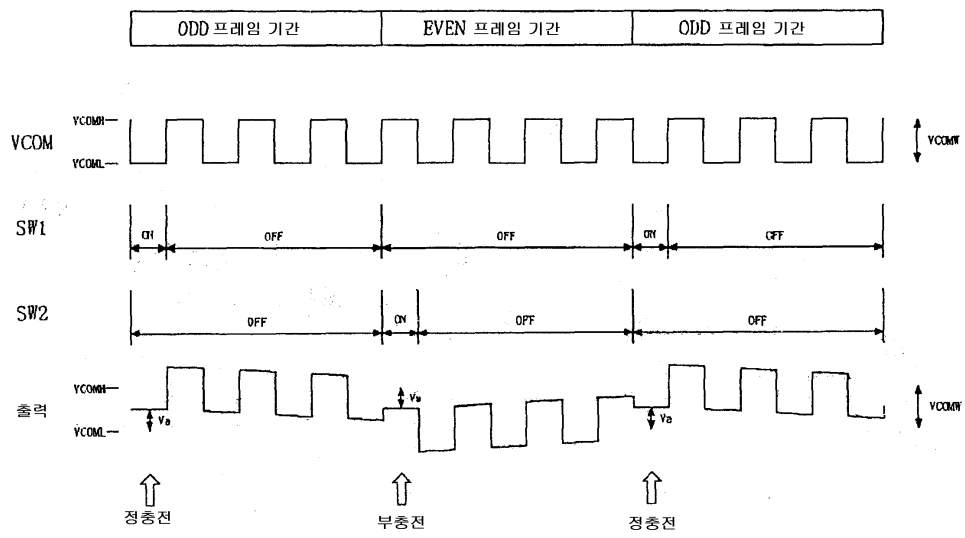 ODD 프레임 기간 EVEN 프레임 기간 ODD 프레임 기간
VCOM VCOMH VCOML VCOMW
SW1 ON OFF OFF ON OFF
SW2 OFF ON OFF OFF
출력 VCOMH VCOML Va Va Va VCOMW
정충전 부충전 정충전